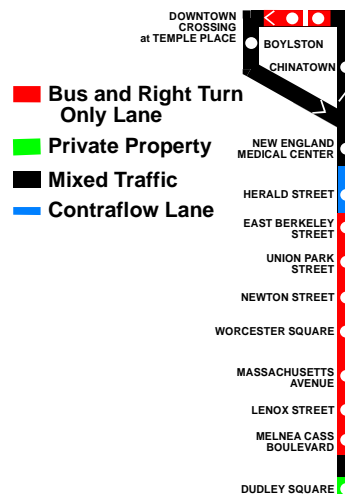 DOWNTOWN
CROSSING
at TEMPLE PLACE
BOYLSTON
CHINATOWN
Bus and Right Turn
Only Lane
Private Property
Mixed Traffic
Contraflow Lane
NEW ENGLAND
MEDICAL CENTER
HERALD STREET
EAST BERKELEY
STREET
UNION PARK
STREET
NEWTON STREET
WORCESTER SQUARE
MASSACHUSETTS
AVENUE
LENOX STREET
MELNEA CASS
BOULEVARD
DUDLEY SQUARE